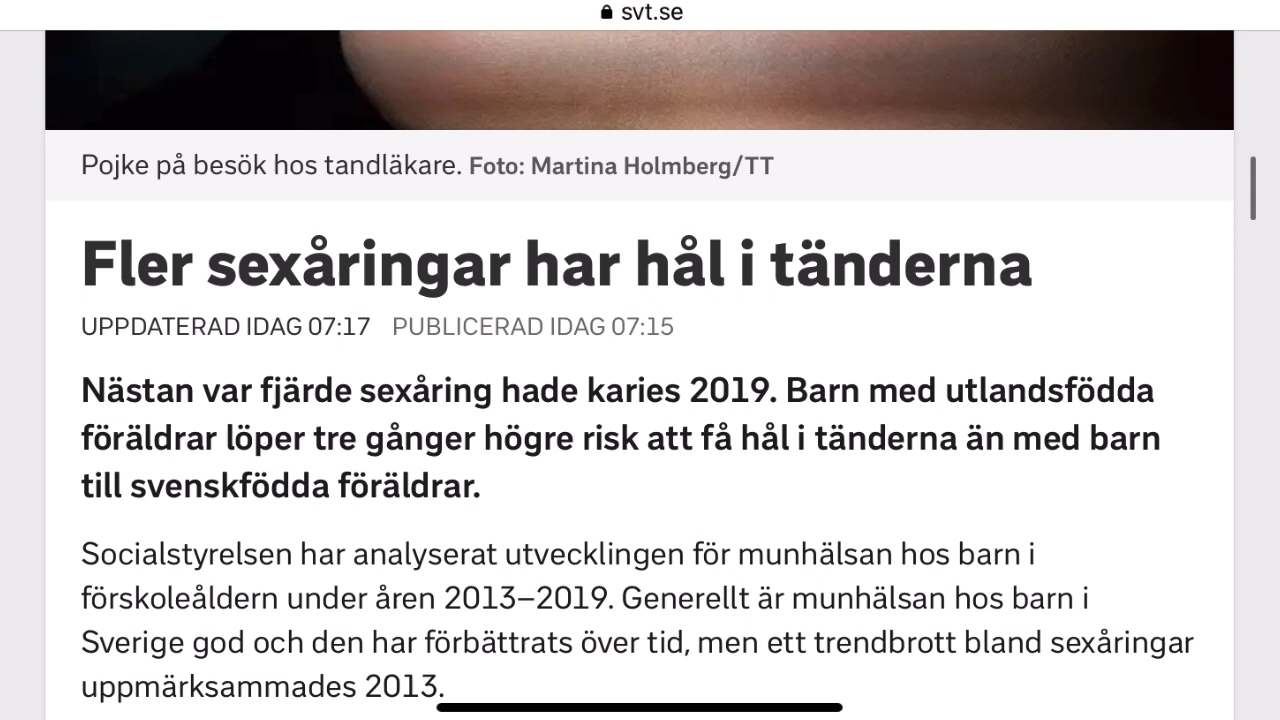 svt.se
Pojke på besök hos tandläkare. Foto: Martina Holmberg/TT
Fler sexåringar har hål i tänderna
UPPDATERAD IDAG 07:17 PUBLICERAD IDAG 07:15
Nästan var fjärde sexåring hade karies 2019. Barn med utlandsfödda
föräldrar löper tre gånger högre risk att få hål i tänderna än med barn
till svenskfödda föräldrar.
Socialstyrelsen har analyserat utvecklingen för munhälsan hos barn i
förskoleåldern under åren 2013–2019. Generellt är munhälsan hos barn i
Sverige god och den har förbättrats över tid, men ett trendbrott bland sexåringar
uppmärksammades 2013.